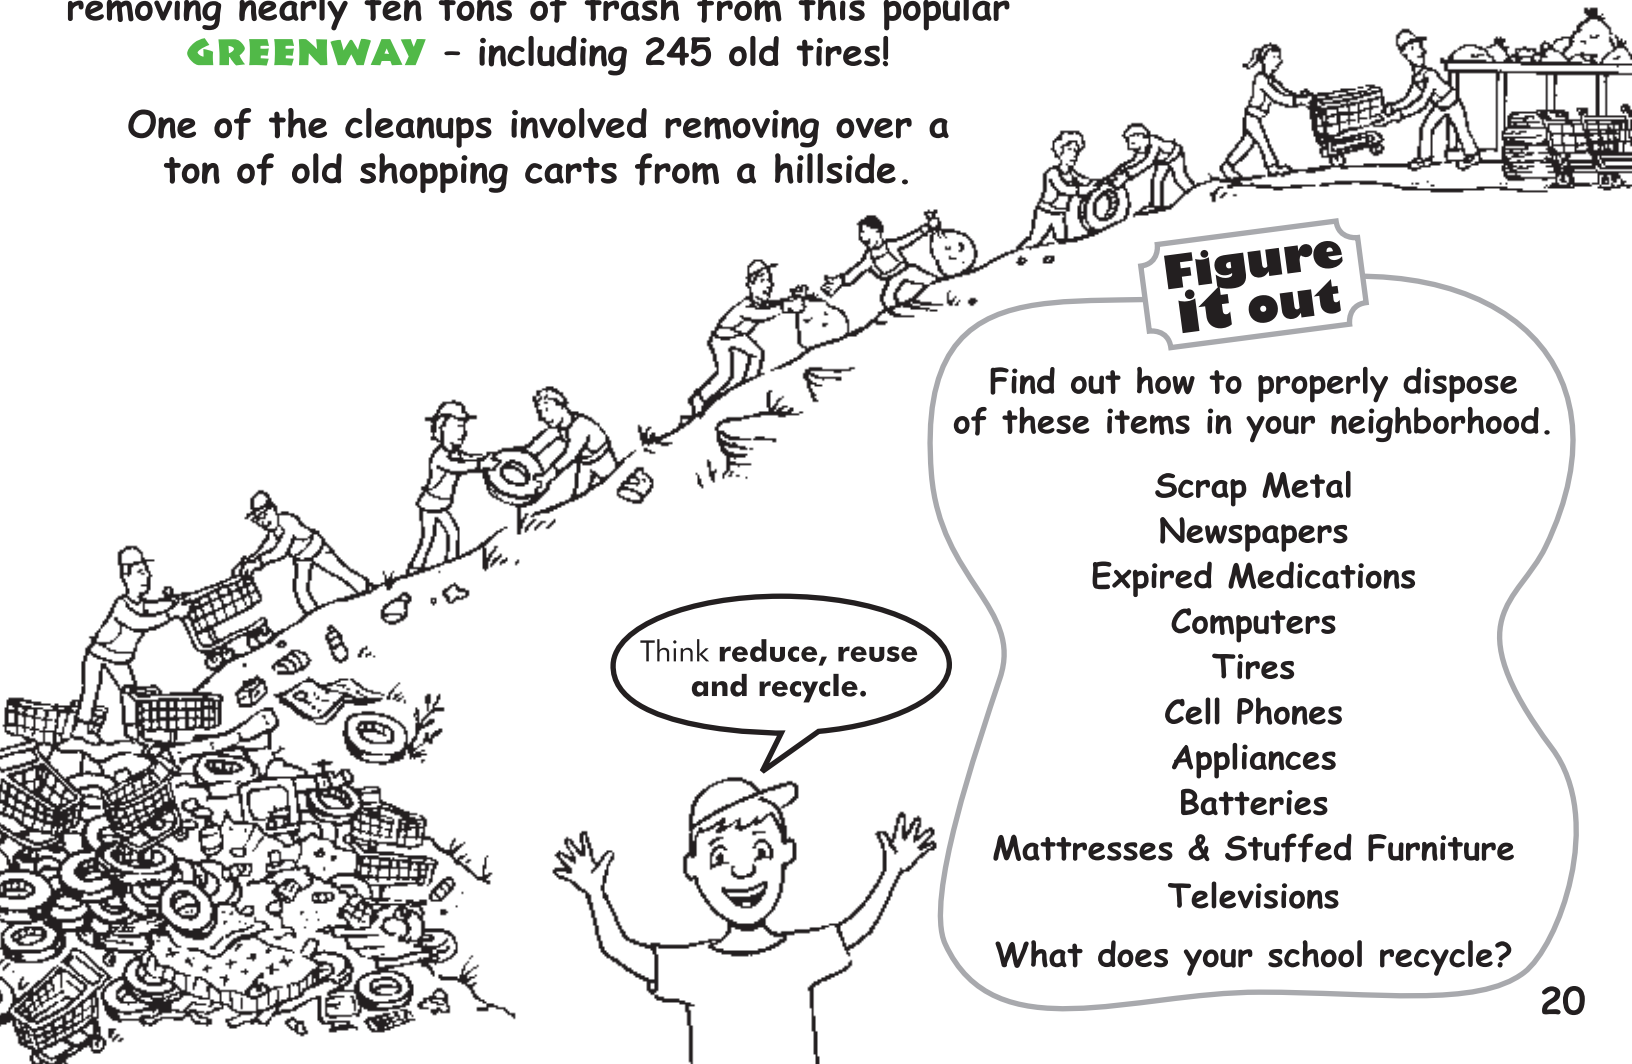 removing nearly ten tons of trash from this popular
GREENWAY – including 245 old tires!
One of the cleanups involved removing over a
ton of old shopping carts from a hillside.
Figure
it out
Find out how to properly dispose
of these items in your neighborhood.
Scrap Metal
Newspapers
Expired Medications
Computers
Tires
Cell Phones
Appliances
Batteries
Mattresses & Stuffed Furniture
Televisions
What does your school recycle?
Think reduce, reuse
and recycle.
20